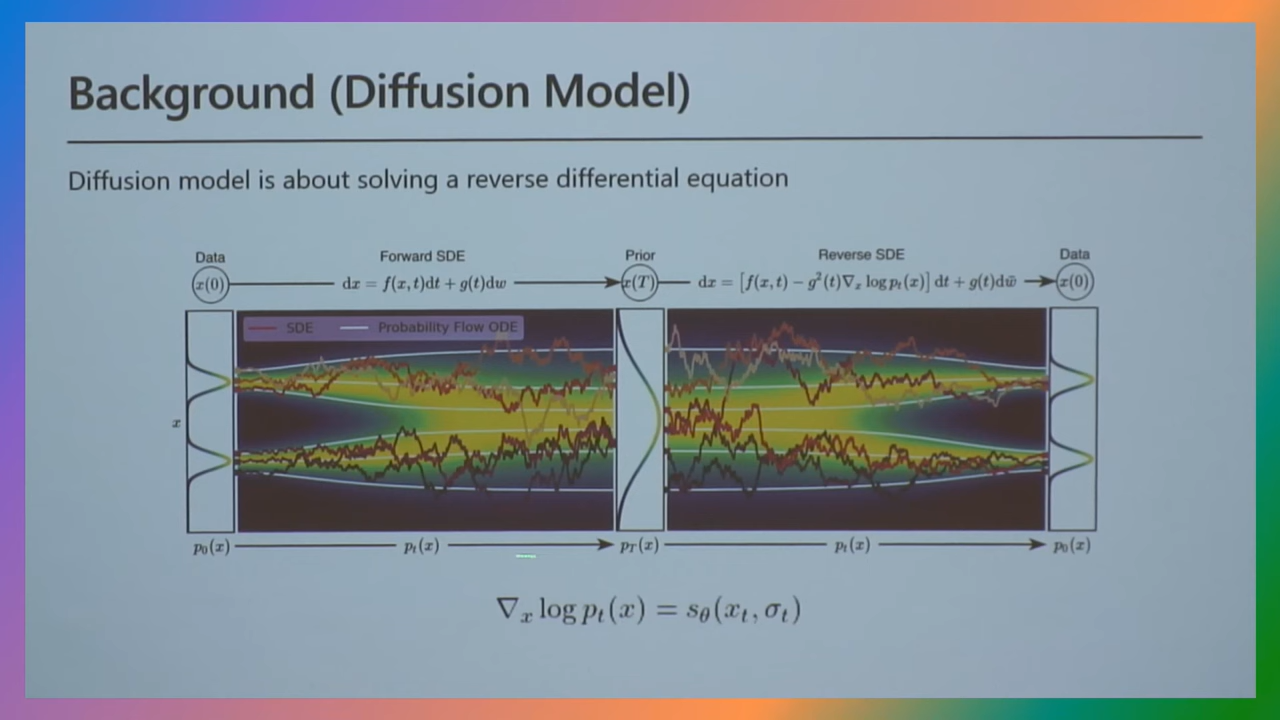 Background (Diffusion Model)
Diffusion model is about solving a reverse differential equation
Data Forward SDE Prior Reverse SDE Data
x(0) dx = f(x, t)dt + g(t)dw x(T) dx = [f(x, t) − g²(t)∇ₓ log pₜ(x)] dt + g(t)dw̄ x(0)
SDE Probability Flow ODE
x
p₀(x) pₜ(x) p_T(x) pₜ(x) p₀(x)
∇ₓ log pₜ(x) = s_θ(xₜ, σₜ)